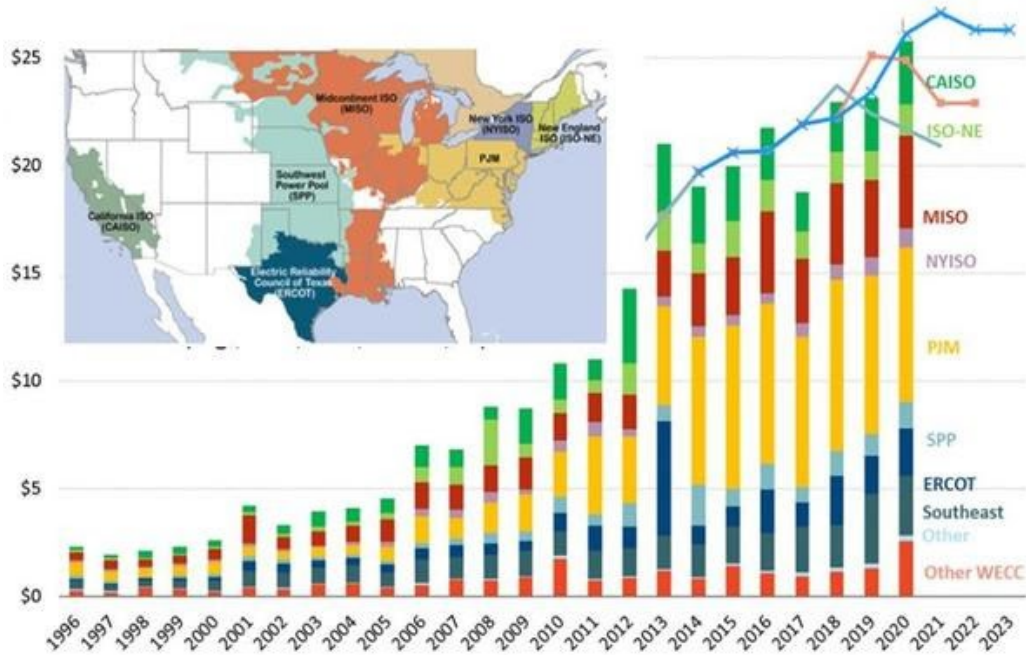 $25
$20
$15
$10
$5
$0
Midcontinent ISO
(MISO)
New York ISO
(NYISO)
New England
ISO (ISO-NE)
PJM
Southwest
Power Pool
(SPP)
California ISO
(CAISO)
Electric Reliability
Council of Texas
(ERCOT)
CAISO
ISO-NE
MISO
NYISO
PJM
SPP
ERCOT
Southeast
Other
Other WECC
1996
1997
1998
1999
2000
2001
2002
2003
2004
2005
2006
2007
2008
2009
2010
2011
2012
2013
2014
2015
2016
2017
2018
2019
2020
2021
2022
2023